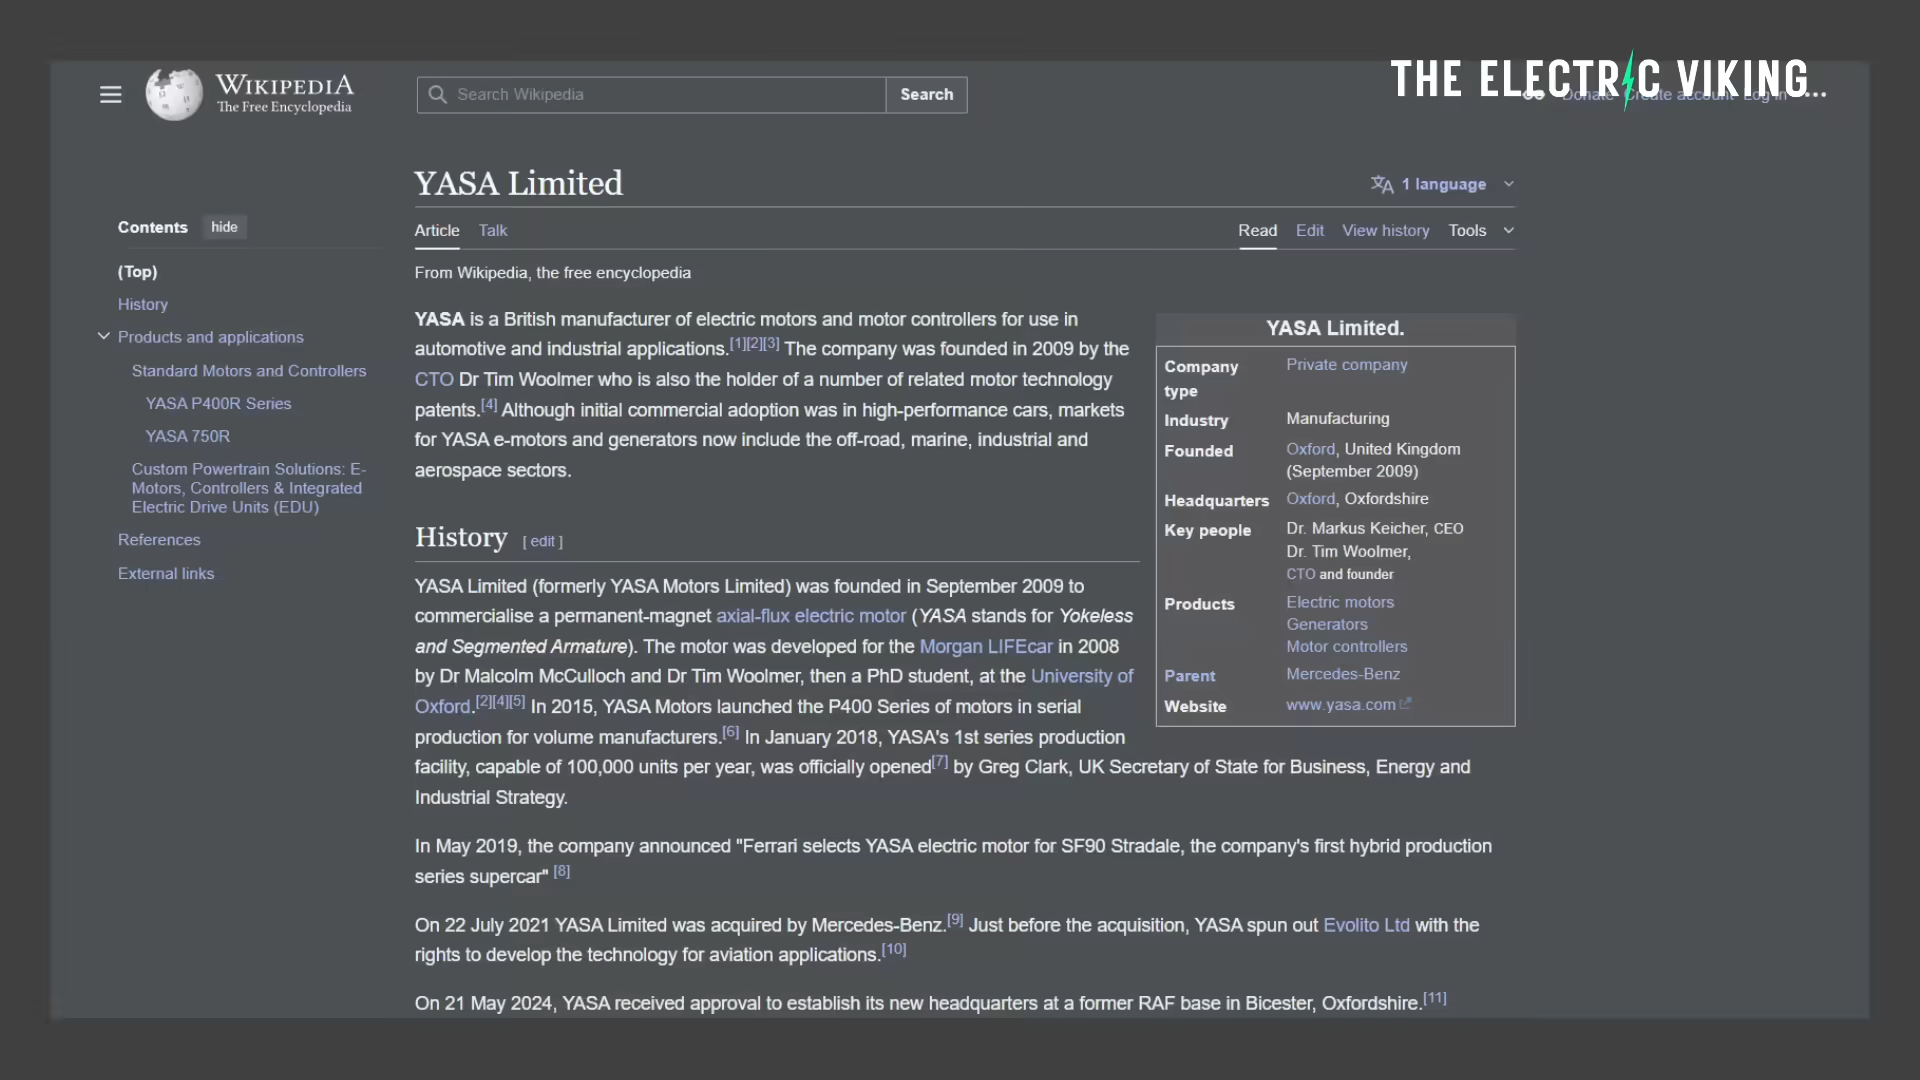 THE ELECTRIC VIKING
WIKIPEDIA
The Free Encyclopedia
Search Wikipedia
Search
Donate Create account Log in
YASA Limited
1 language
Contents hide
(Top)
History
Products and applications
Standard Motors and Controllers
YASA P400R Series
YASA 750R
Custom Powertrain Solutions: E-
Motors, Controllers & Integrated
Electric Drive Units (EDU)
References
External links
Article Talk
Read Edit View history Tools
From Wikipedia, the free encyclopedia
YASA is a British manufacturer of electric motors and motor controllers for use in
automotive and industrial applications.[1][2][3] The company was founded in 2009 by the
CTO Dr Tim Woolmer who is also the holder of a number of related motor technology
patents.[4] Although initial commercial adoption was in high-performance cars, markets
for YASA e-motors and generators now include the off-road, marine, industrial and
aerospace sectors.
YASA Limited.
Company Private company
type
Industry Manufacturing
Founded Oxford, United Kingdom
(September 2009)
Headquarters Oxford, Oxfordshire
Key people Dr. Markus Keicher, CEO
Dr. Tim Woolmer,
CTO and founder
Products Electric motors
Generators
Motor controllers
Parent Mercedes-Benz
Website www.yasa.com
History [ edit ]
YASA Limited (formerly YASA Motors Limited) was founded in September 2009 to
commercialise a permanent-magnet axial-flux electric motor (YASA stands for Yokeless
and Segmented Armature). The motor was developed for the Morgan LIFEcar in 2008
by Dr Malcolm McCulloch and Dr Tim Woolmer, then a PhD student, at the University of
Oxford.[2][4][5] In 2015, YASA Motors launched the P400 Series of motors in serial
production for volume manufacturers.[6] In January 2018, YASA's 1st series production
facility, capable of 100,000 units per year, was officially opened[7] by Greg Clark, UK Secretary of State for Business, Energy and
Industrial Strategy.
In May 2019, the company announced "Ferrari selects YASA electric motor for SF90 Stradale, the company's first hybrid production
series supercar" [8]
On 22 July 2021 YASA Limited was acquired by Mercedes-Benz.[9] Just before the acquisition, YASA spun out Evolito Ltd with the
rights to develop the technology for aviation applications.[10]
On 21 May 2024, YASA received approval to establish its new headquarters at a former RAF base in Bicester, Oxfordshire.[11]